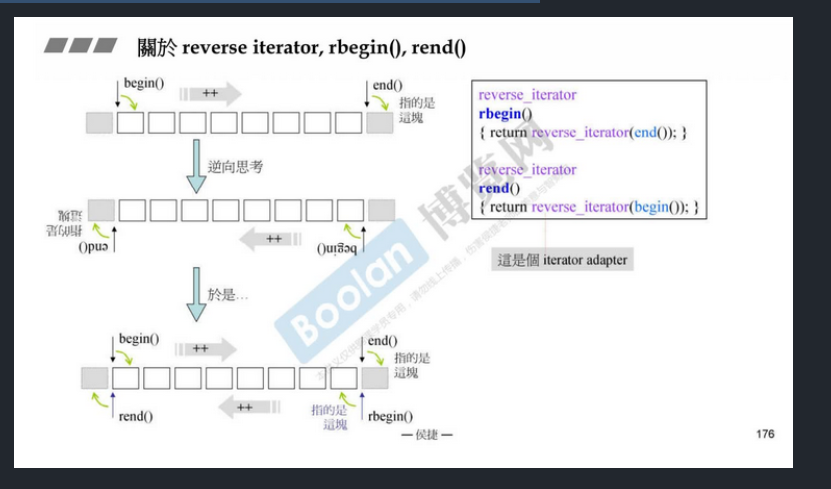 關於 reverse iterator, rbegin(), rend()
begin()
++
end()
指的是
這塊
逆向思考
指的是
這塊
end()
++
begin()
於是…
begin()
++
end()
指的是
這塊
rend()
++
指的是
這塊
rbegin()
reverse_iterator
rbegin()
{ return reverse_iterator(end()); }
reverse_iterator
rend()
{ return reverse_iterator(begin()); }
這是個 iterator adapter
Boolan 博览网
— 侯捷 —
176